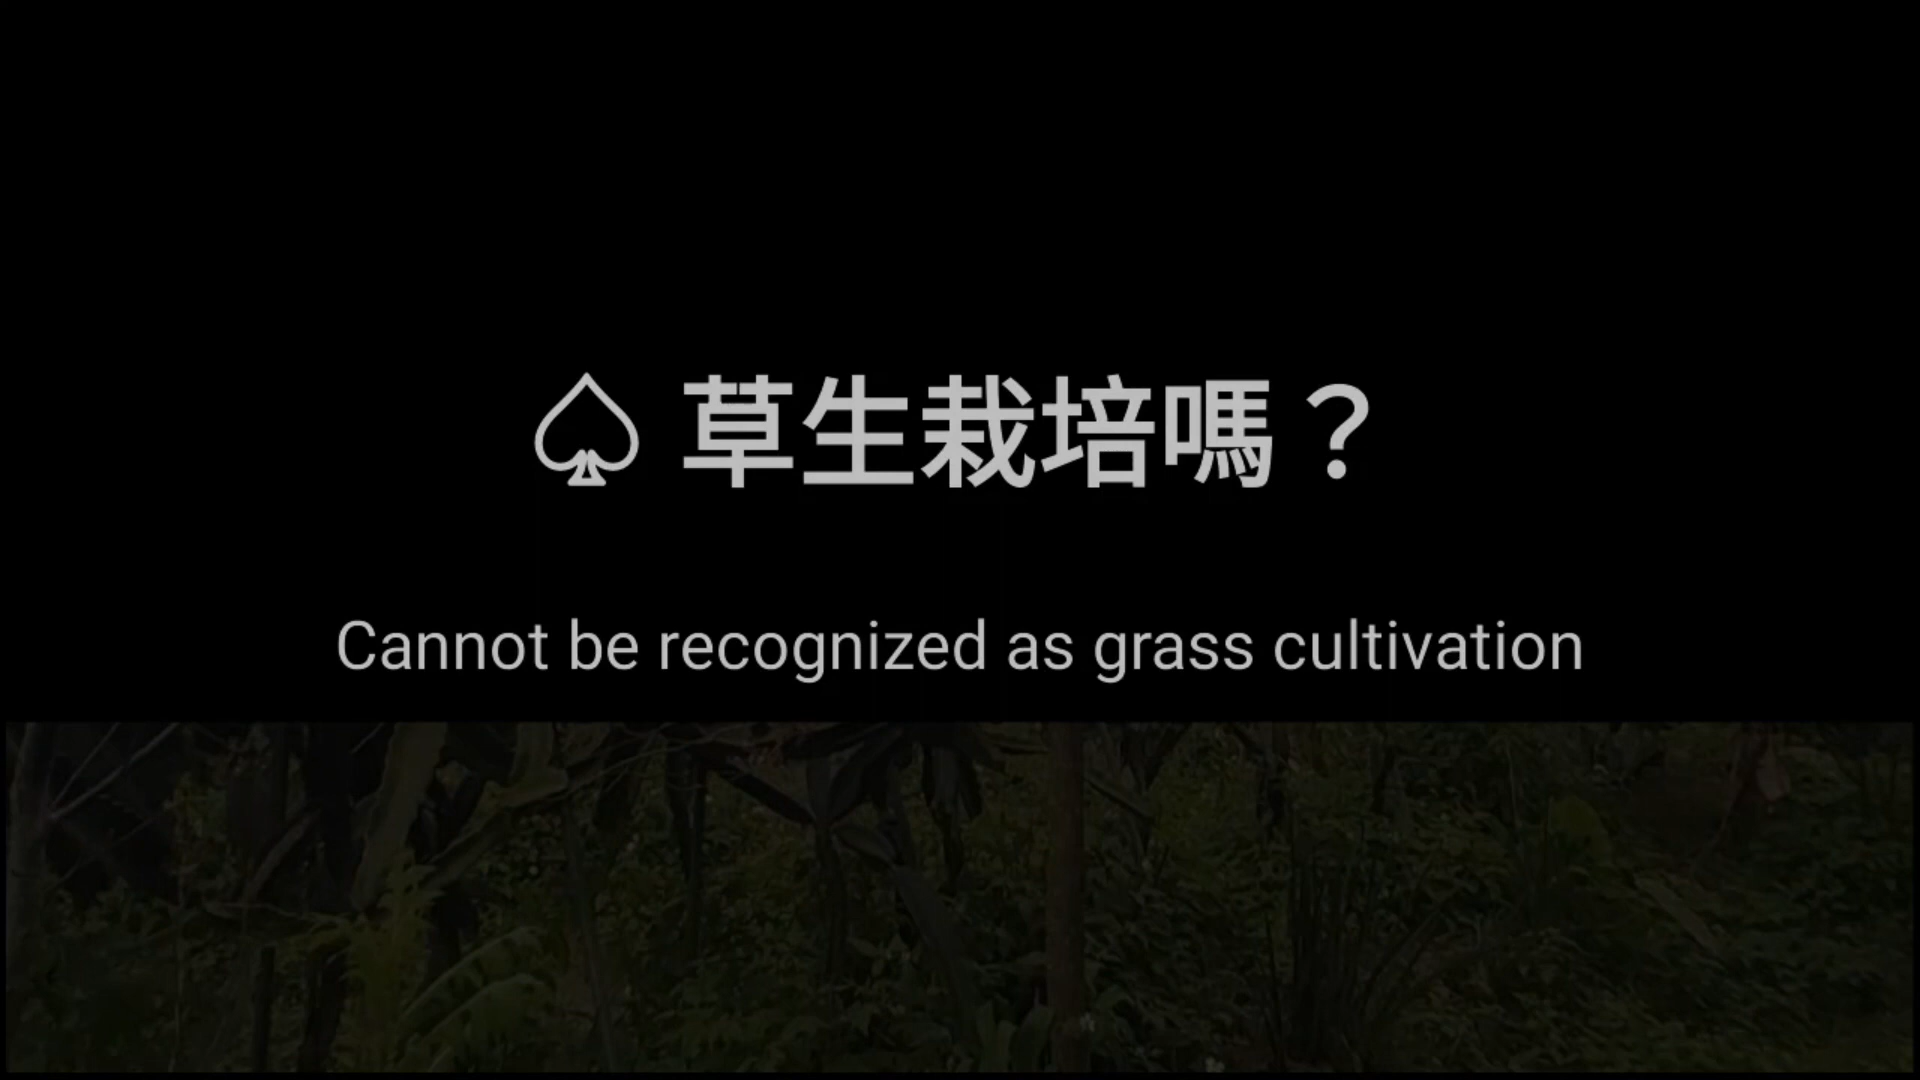 ♤ 草生栽培嗎？
Cannot be recognized as grass cultivation